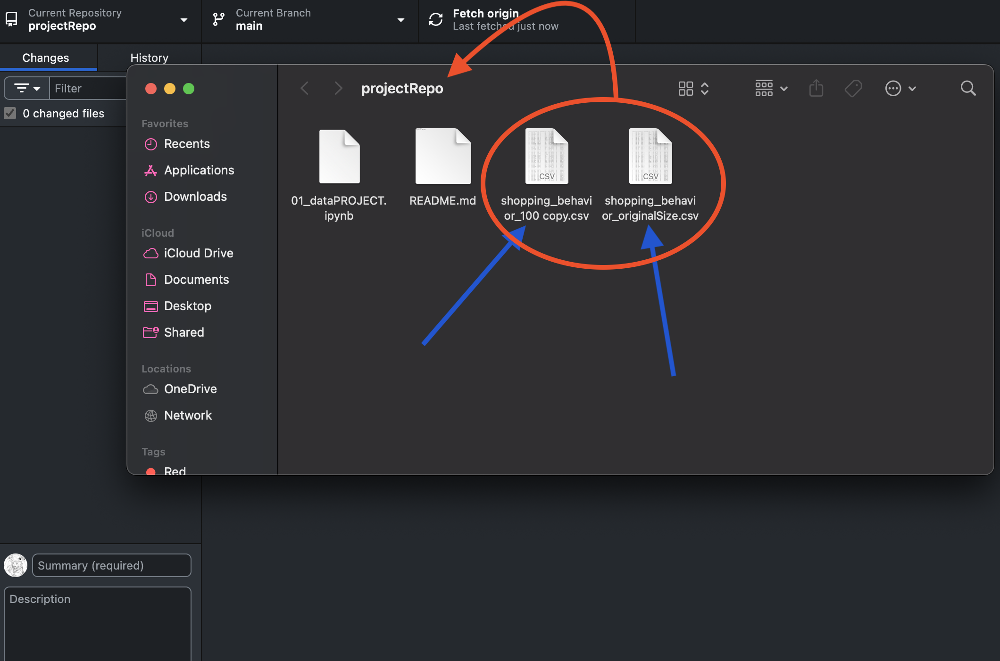 Current Repository
projectRepo
Current Branch
main
Fetch origin
Last fetched just now
Changes
History
Filter
0 changed files
projectRepo
Favorites
Recents
Applications
Downloads
iCloud
iCloud Drive
Documents
Desktop
Shared
Locations
OneDrive
Network
Tags
Red
01_dataPROJECT.
ipynb
README.md
CSV
shopping_behavi
or_100 copy.csv
CSV
shopping_behavi
or_originalSize.csv
Summary (required)
Description